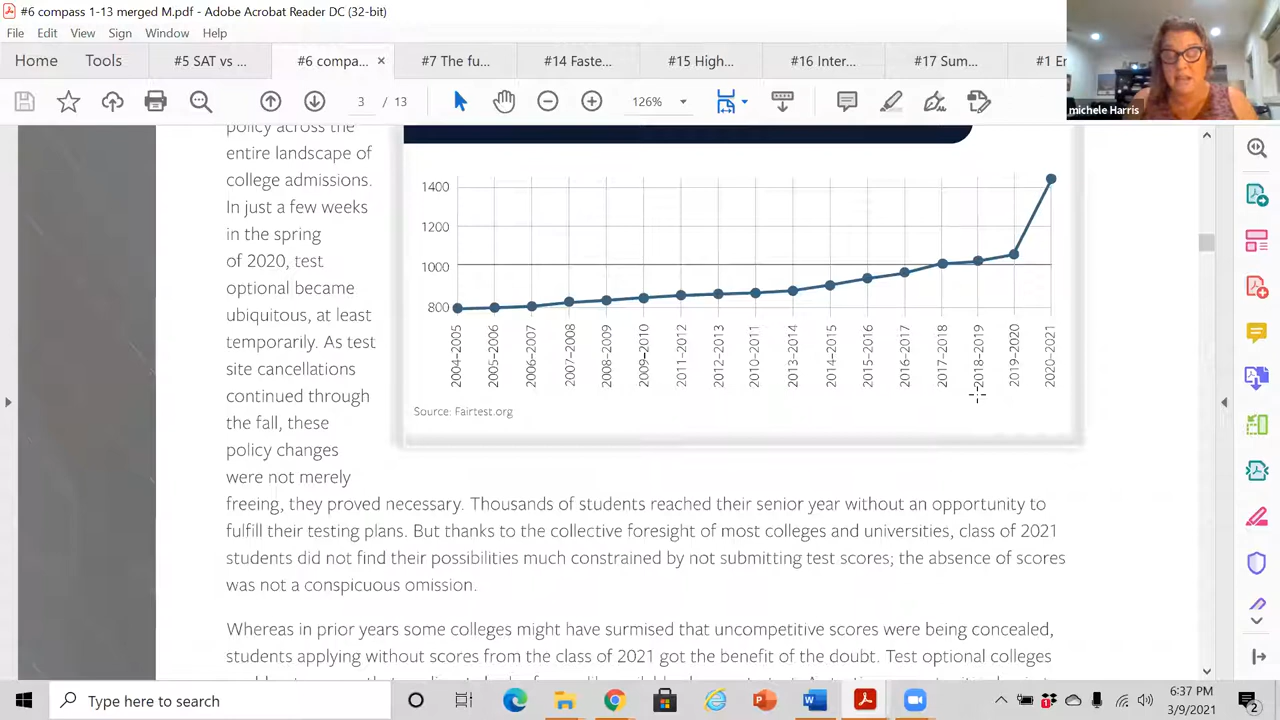 #6 compass 1-13 merged M.pdf - Adobe Acrobat Reader DC (32-bit)
File Edit View Sign Window Help
Home Tools #5 SAT vs ... #6 compa... × #7 The fu... #14 Faste... #15 High... #16 Inter... #17 Sum... #1 E
3 / 13 126%
michele Harris
policy across the
entire landscape of
college admissions.
In just a few weeks
in the spring
of 2020, test
optional became
ubiquitous, at least
temporarily. As test
site cancellations
continued through
the fall, these
policy changes
were not merely
freeing, they proved necessary. Thousands of students reached their senior year without an opportunity to
fulfill their testing plans. But thanks to the collective foresight of most colleges and universities, class of 2021
students did not find their possibilities much constrained by not submitting test scores; the absence of scores
was not a conspicuous omission.
Whereas in prior years some colleges might have surmised that uncompetitive scores were being concealed,
students applying without scores from the class of 2021 got the benefit of the doubt. Test optional colleges
1400
1200
1000
800
2004–2005
2005–2006
2006–2007
2007–2008
2008–2009
2009–2010
2011–2012
2012–2013
2010–2011
2013–2014
2014–2015
2015–2016
2016–2017
2017–2018
2018–2019
2019–2020
2020–2021
Source: Fairtest.org
Type here to search
6:37 PM
3/9/2021
2